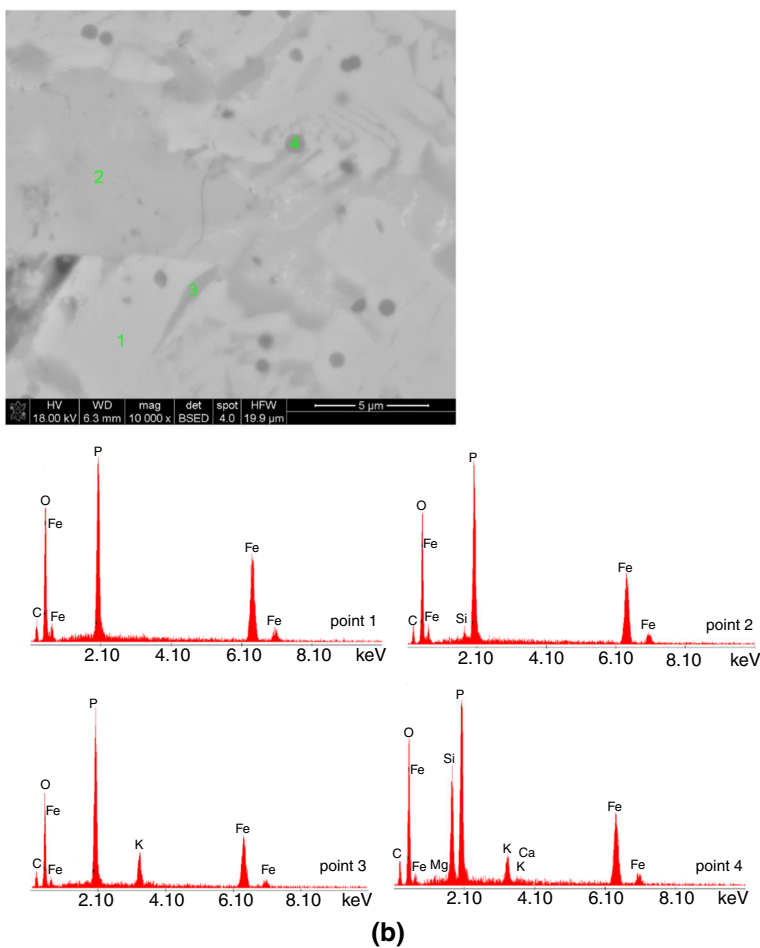 4
2
3
1
HV WD mag det spot HFW
18.00 kV 6.3 mm 10 000 x BSED 4.0 19.9 µm 5 µm
P
O
Fe
Fe
C Fe Fe point 1
2.10 4.10 6.10 8.10 keV
P
O
Fe
Fe
C Fe Si Fe point 2
2.10 4.10 6.10 8.10 keV
P
O
Fe
K Fe
C Fe Fe point 3
2.10 4.10 6.10 8.10 keV
P
O
Si
Fe
Fe
K Ca
C Fe Mg K Fe point 4
2.10 4.10 6.10 8.10 keV
(b)